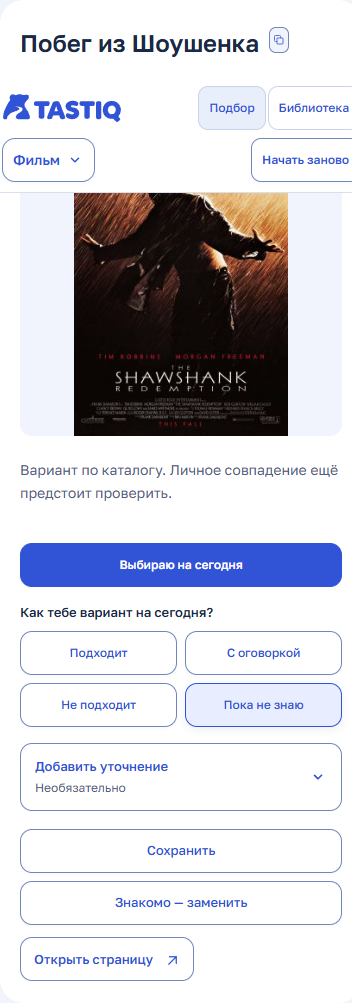 Побег из Шоушенка
TASTIQ
Подбор
Библиотека
Фильм
Начать заново
TIM ROBBINS MORGAN FREEMAN
THE
SHAWSHANK
REDEMPTION
THIS FALL
Вариант по каталогу. Личное совпадение ещё
предстоит проверить.
Выбираю на сегодня
Как тебе вариант на сегодня?
Подходит
С оговоркой
Не подходит
Пока не знаю
Добавить уточнение
Необязательно
Сохранить
Знакомо — заменить
Открыть страницу